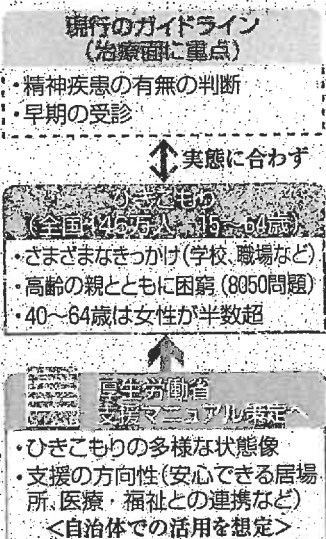 現行のガイドライン
(治療面に重点)
・精神疾患の有無の判断
・早期の受診
実態に合わず
ひきこもり
(全国146万人、15〜64歳)
・さまざまなきっかけ(学校、職場など)
・高齢の親とともに困窮(8050問題)
・40〜64歳は女性が半数超
厚生労働省
支援マニュアル策定へ
・ひきこもりの多様な状態像
・支援の方向性(安心できる居場
所、医療・福祉との連携など)
<自治体での活用を想定>